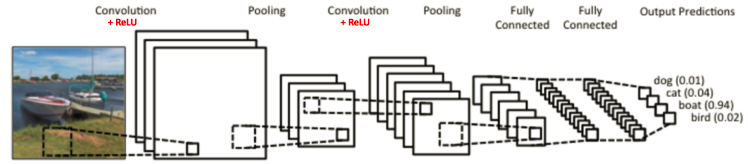 Convolution Pooling Convolution Pooling Fully Fully Output Predictions
+ ReLU + ReLU Connected Connected
dog (0.01)
cat (0.04)
boat (0.94)
bird (0.02)